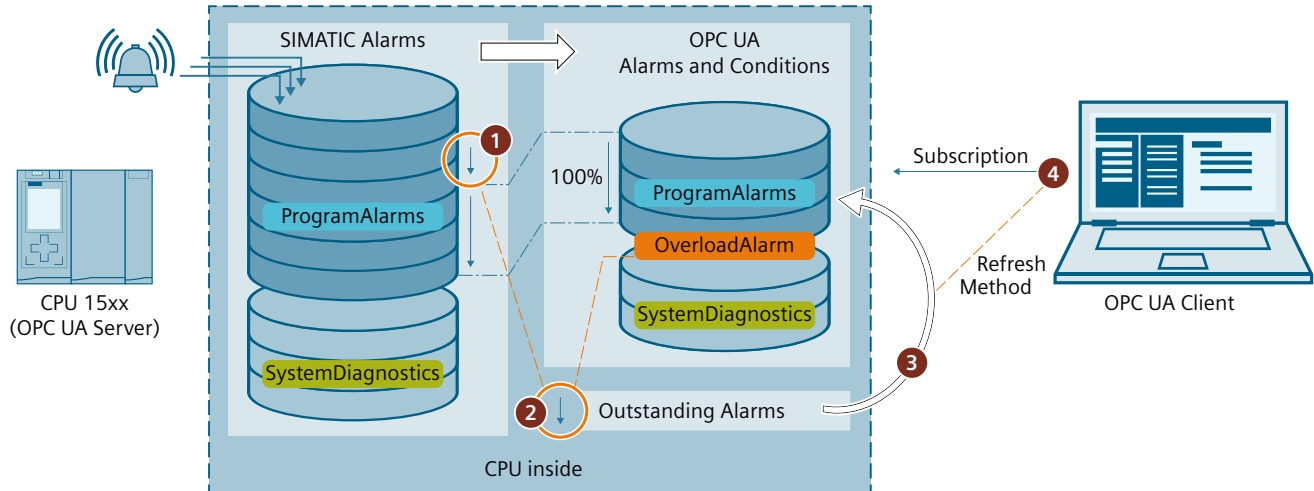 SIMATIC Alarms
OPC UA
Alarms and Conditions
1
100%
ProgramAlarms
ProgramAlarms
OverloadAlarm
SystemDiagnostics
SystemDiagnostics
CPU 15xx
(OPC UA Server)
Subscription
4
Refresh
Method
OPC UA Client
3
2
Outstanding Alarms
CPU inside